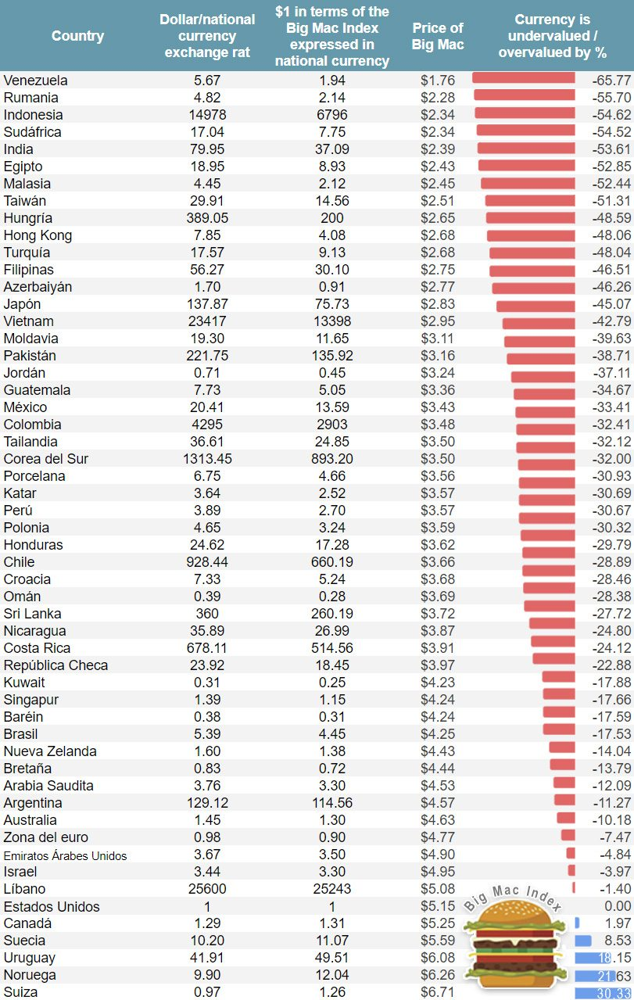 Country
Dollar/national
currency
exchange rat
$1 in terms of the
Big Mac Index
expressed in
national currency
Price of
Big Mac
Currency is
undervalued /
overvalued by %
Venezuela 5.67 1.94 $1.76 -65.77
Rumania 4.82 2.14 $2.28 -55.70
Indonesia 14978 6796 $2.34 -54.62
Sudáfrica 17.04 7.75 $2.34 -54.52
India 79.95 37.09 $2.39 -53.61
Egipto 18.95 8.93 $2.43 -52.85
Malasia 4.45 2.12 $2.45 -52.44
Taiwán 29.91 14.56 $2.51 -51.31
Hungría 389.05 200 $2.65 -48.59
Hong Kong 7.85 4.08 $2.68 -48.06
Turquía 17.57 9.13 $2.68 -48.04
Filipinas 56.27 30.10 $2.75 -46.51
Azerbaiyán 1.70 0.91 $2.77 -46.26
Japón 137.87 75.73 $2.83 -45.07
Vietnam 23417 13398 $2.95 -42.79
Moldavia 19.30 11.65 $3.11 -39.63
Pakistán 221.75 135.92 $3.16 -38.71
Jordán 0.71 0.45 $3.24 -37.11
Guatemala 7.73 5.05 $3.36 -34.67
México 20.41 13.59 $3.43 -33.41
Colombia 4295 2903 $3.48 -32.41
Tailandia 36.61 24.85 $3.50 -32.12
Corea del Sur 1313.45 893.20 $3.50 -32.00
Porcelana 6.75 4.66 $3.56 -30.93
Katar 3.64 2.52 $3.57 -30.69
Perú 3.89 2.70 $3.57 -30.67
Polonia 4.65 3.24 $3.59 -30.32
Honduras 24.62 17.28 $3.62 -29.79
Chile 928.44 660.19 $3.66 -28.89
Croacia 7.33 5.24 $3.68 -28.46
Omán 0.39 0.28 $3.69 -28.38
Sri Lanka 360 260.19 $3.72 -27.72
Nicaragua 35.89 26.99 $3.87 -24.80
Costa Rica 678.11 514.56 $3.91 -24.12
República Checa 23.92 18.45 $3.97 -22.88
Kuwait 0.31 0.25 $4.23 -17.88
Singapur 1.39 1.15 $4.24 -17.66
Baréin 0.38 0.31 $4.24 -17.59
Brasil 5.39 4.45 $4.25 -17.53
Nueva Zelanda 1.60 1.38 $4.43 -14.04
Bretaña 0.83 0.72 $4.44 -13.79
Arabia Saudita 3.76 3.30 $4.53 -12.09
Argentina 129.12 114.56 $4.57 -11.27
Australia 1.45 1.30 $4.63 -10.18
Zona del euro 0.98 0.90 $4.77 -7.47
Emiratos Árabes Unidos 3.67 3.50 $4.90 -4.84
Israel 3.44 3.30 $4.95 -3.97
Líbano 25600 25243 $5.08 -1.40
Big Mac Index
Estados Unidos 1 1 $5.15 0.00
Canadá 1.29 1.31 $5.25 1.97
Suecia 10.20 11.07 $5.59 8.53
Uruguay 41.91 49.51 $6.08 18.15
Noruega 9.90 12.04 $6.26 21.63
Suiza 0.97 1.26 $6.71 30.33